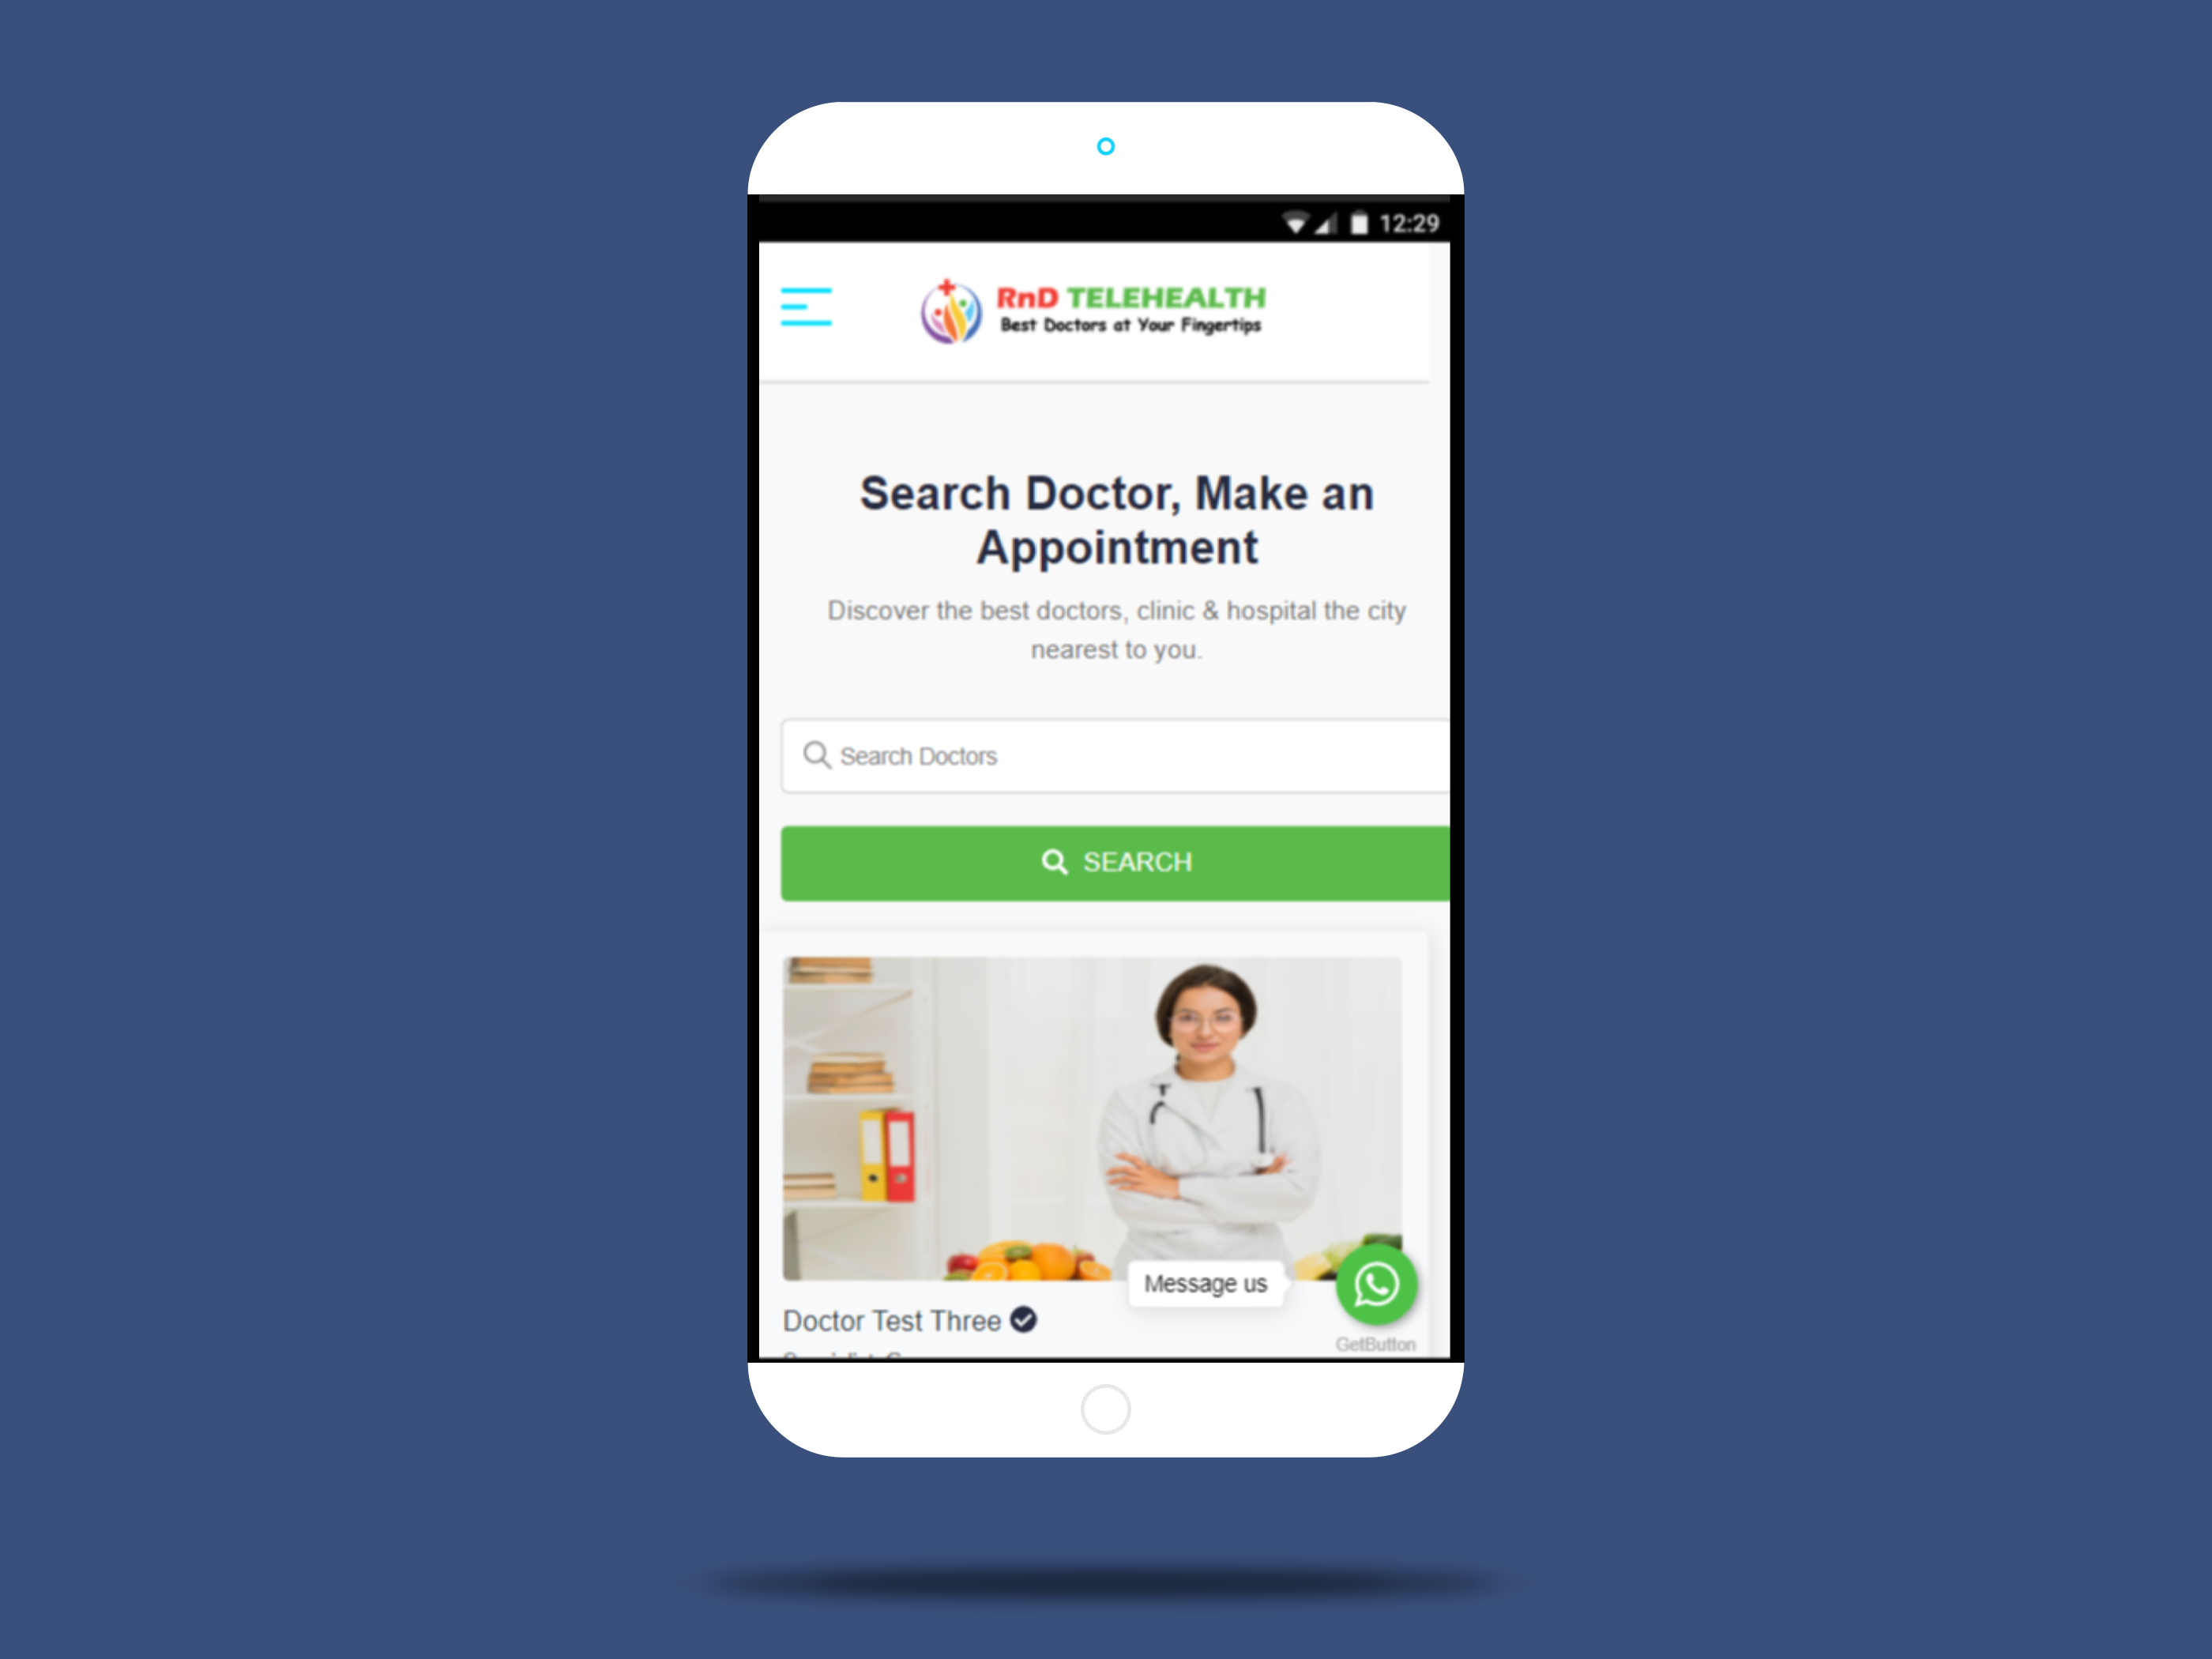 12:29
RnD TELEHEALTH
Best Doctors at Your Fingertips
Search Doctor, Make an
Appointment
Discover the best doctors, clinic & hospital the city
nearest to you.
Search Doctors
SEARCH
Message us
Doctor Test Three
GetButton